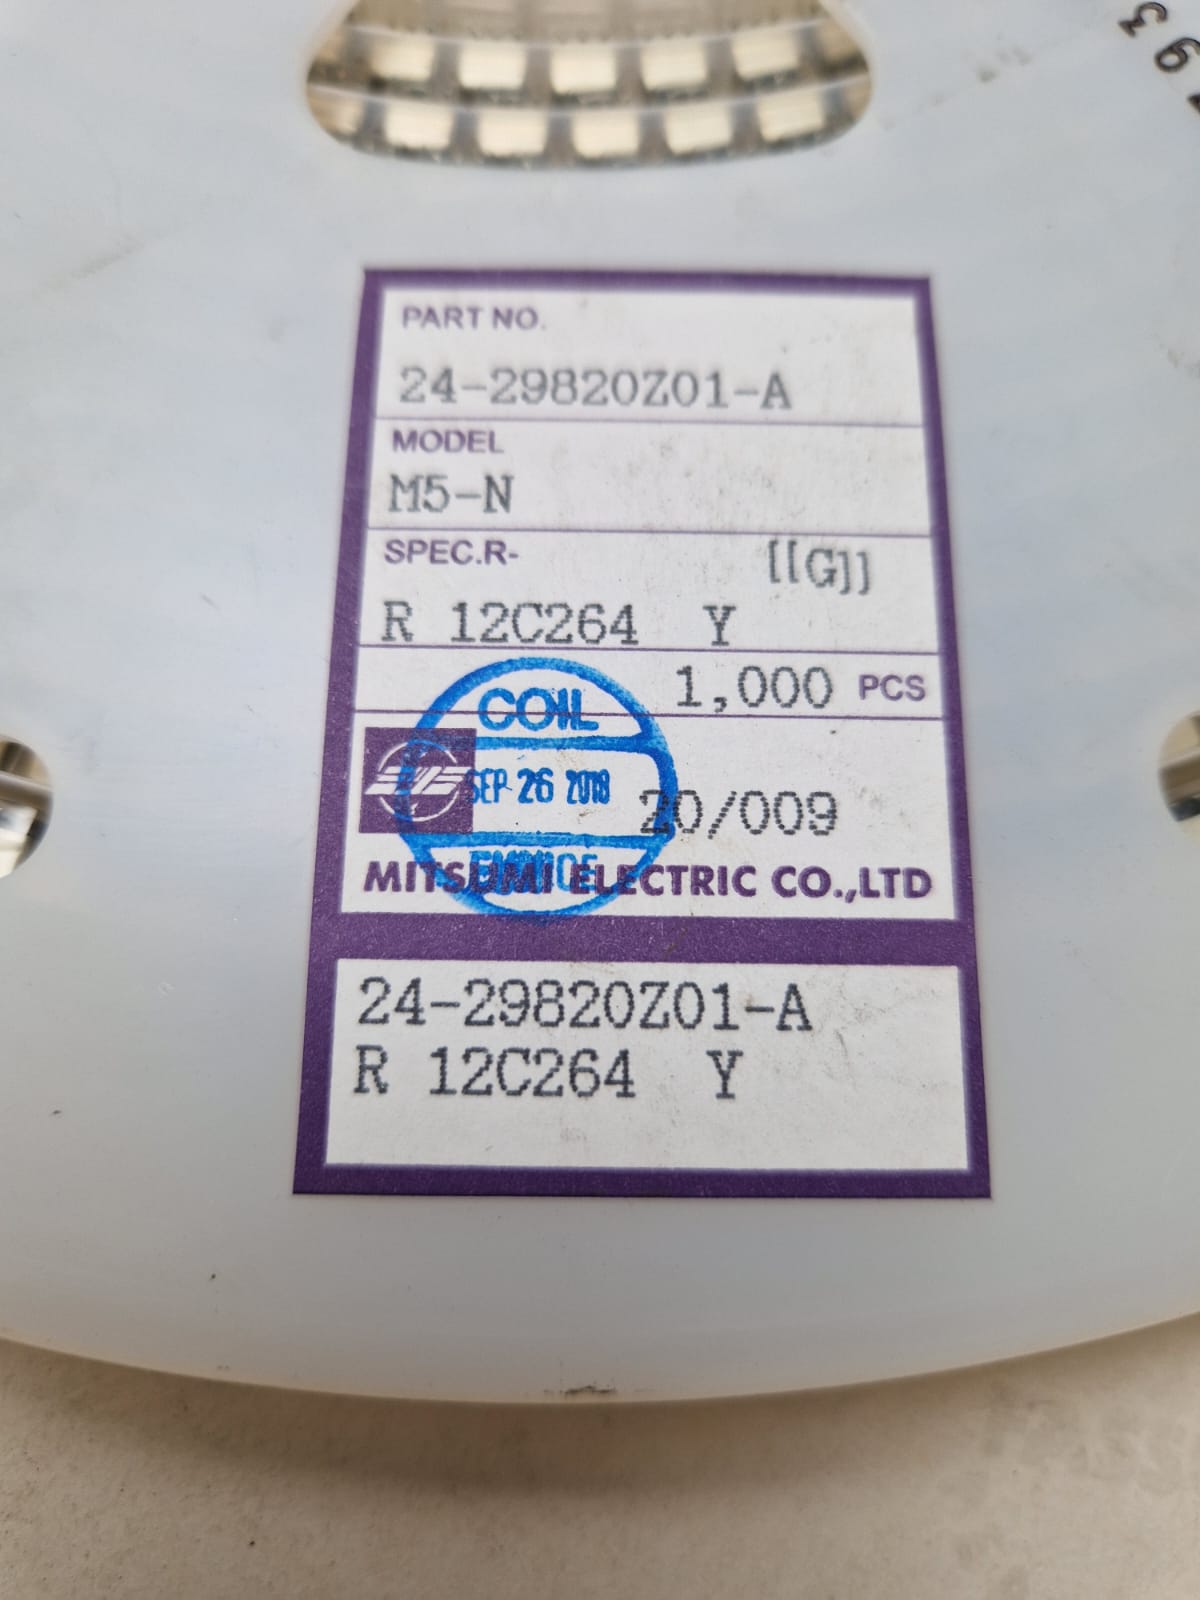 PART NO.
24-29820Z01-A
MODEL
M5-N
SPEC.R-
[[G]]
R 12C264 Y
1,000 PCS
COIL
SEP 26 2018
20/009
MITSUMI ELECTRIC CO.,LTD
24-29820Z01-A
R 12C264 Y